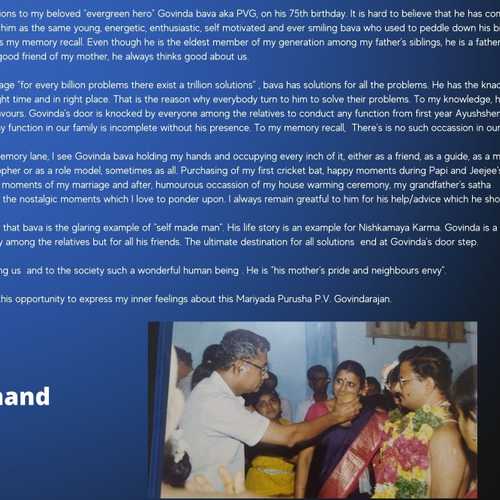 ions to my beloved "evergreen hero" Govinda bava aka PVG, on his 75th birthday. It is hard to believe that he has con
him as the same young, energetic, enthusiastic, self motivated and ever smiling bava who used to peddle down his bi
s my memory recall. Even though he is the eldest member of my generation among my father's siblings, he is a father
good friend of my mother, he always thinks good about us.
age "for every billion problems there exist a trillion solutions" , bava has solutions for all the problems. He has the knac
ght time and in right place. That is the reason why everybody turn to him to solve their problems. To my knowledge, h
vours. Govinda's door is knocked by everyone among the relatives to conduct any function from first year Ayushshen
y function in our family is incomplete without his presence. To my memory recall, There's is no such occassion in our
emory lane, I see Govinda bava holding my hands and occupying every inch of it, either as a friend, as a guide, as a m
opher or as a role model, sometimes as all. Purchasing of my first cricket bat, happy moments during Papi and Jeejee's
moments of my marriage and after, humourous occassion of my house warming ceremony, my grandfather's satha
the nostalgic moments which I love to ponder upon. I always remain greatful to him for his help/advice which he sho
that bava is the glaring example of "self made man". His life story is an example for Nishkamaya Karma. Govinda is a
y among the relatives but for all his friends. The ultimate destination for all solutions end at Govinda's door step.
ng us and to the society such a wonderful human being . He is "his mother's pride and neighbours envy".
his opportunity to express my inner feelings about this Mariyada Purusha P.V. Govindarajan.
nand